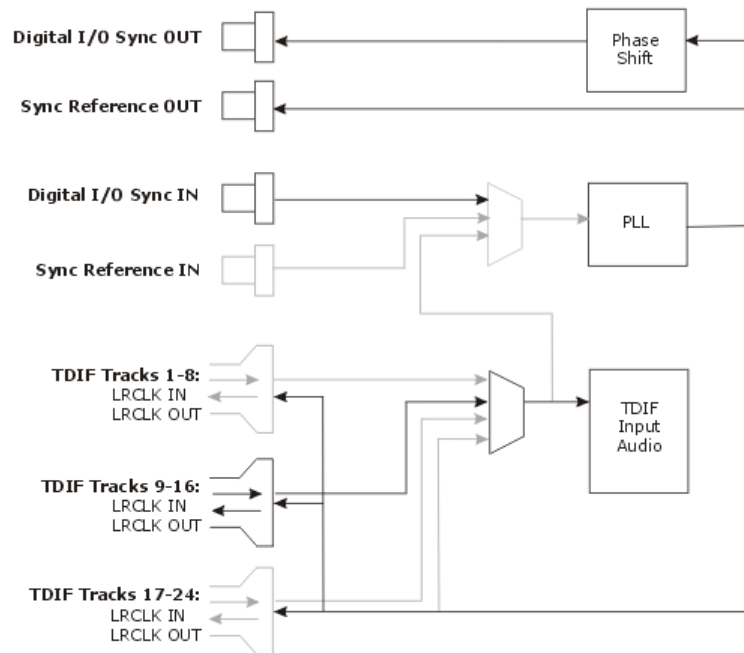 Digital I/O Sync OUT
Phase
Shift
Sync Reference OUT
Digital I/O Sync IN
PLL
Sync Reference IN
TDIF Tracks 1-8:
LRCLK IN
LRCLK OUT
TDIF
Input
Audio
TDIF Tracks 9-16:
LRCLK IN
LRCLK OUT
TDIF Tracks 17-24:
LRCLK IN
LRCLK OUT